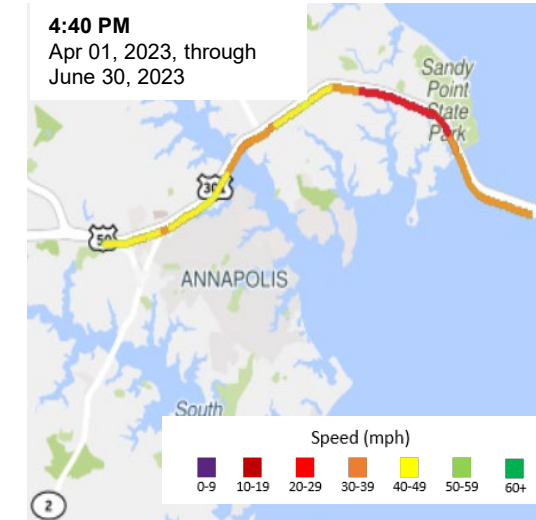 4:40 PM
Apr 01, 2023, through
June 30, 2023
Sandy
Point
State
Park
301
50
ANNAPOLIS
South
Speed (mph)
0-9 10-19 20-29 30-39 40-49 50-59 60+
2